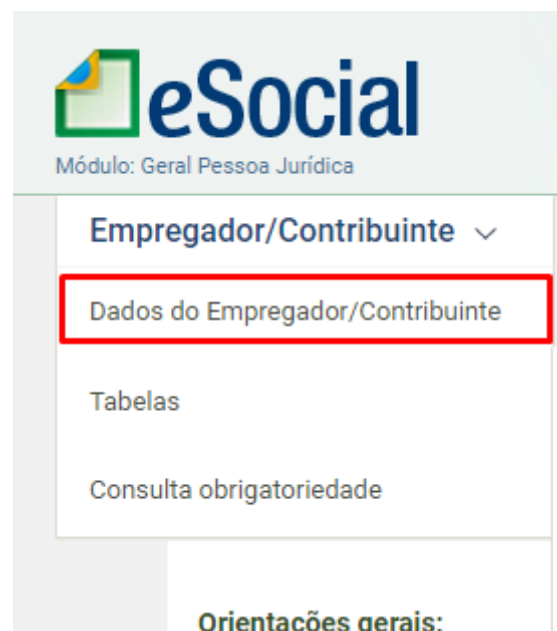 eSocial
Módulo: Geral Pessoa Jurídica
Empregador/Contribuinte
Dados do Empregador/Contribuinte
Tabelas
Consulta obrigatoriedade
Orientações gerais: